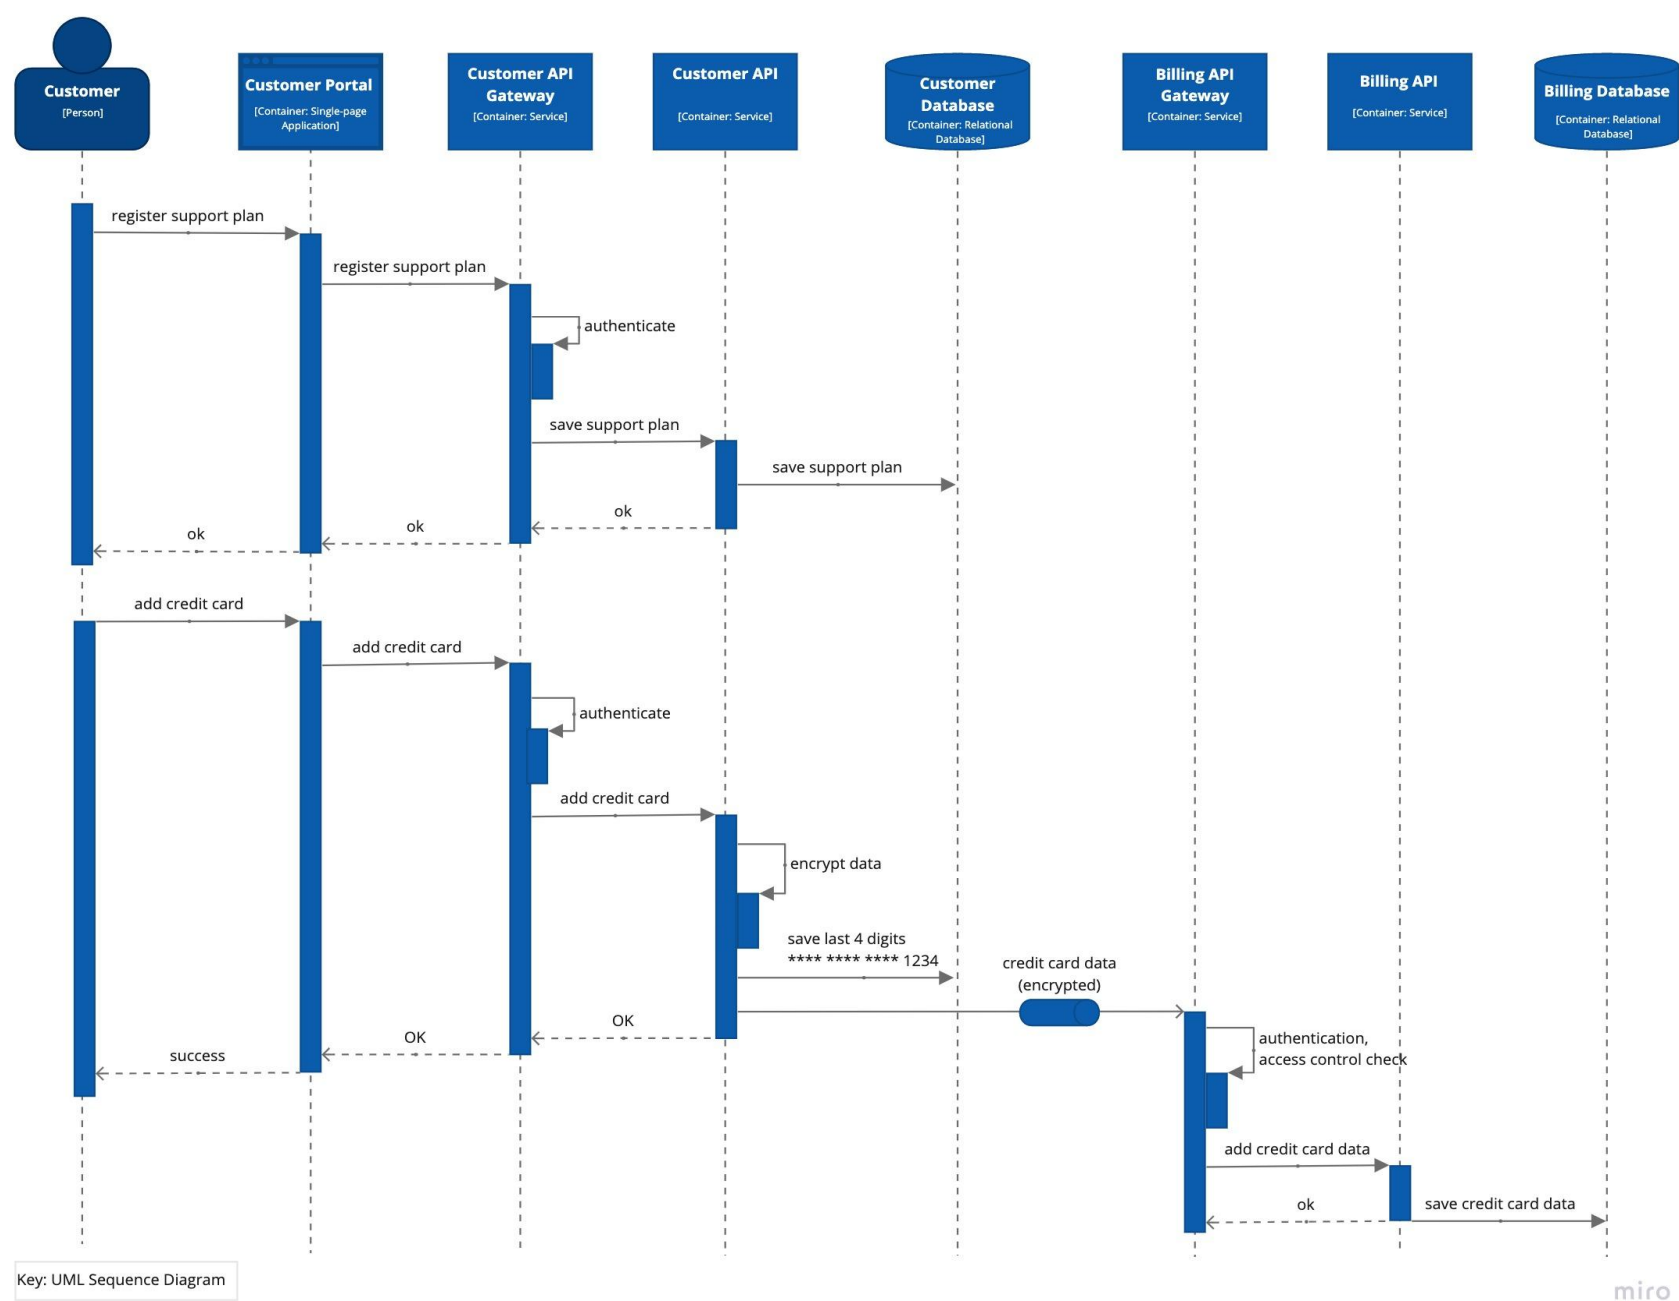 Customer
[Person]
Customer Portal
[Container: Single-page
Application]
Customer API
Gateway
[Container: Service]
Customer API
[Container: Service]
Customer
Database
[Container: Relational
Database]
Billing API
Gateway
[Container: Service]
Billing API
[Container: Service]
Billing Database
[Container: Relational
Database]
register support plan
register support plan
authenticate
save support plan
save support plan
ok
ok
ok
add credit card
add credit card
authenticate
add credit card
encrypt data
save last 4 digits
**** **** **** 1234
credit card data
(encrypted)
OK
OK
success
authentication,
access control check
add credit card data
ok
save credit card data
Key: UML Sequence Diagram
miro